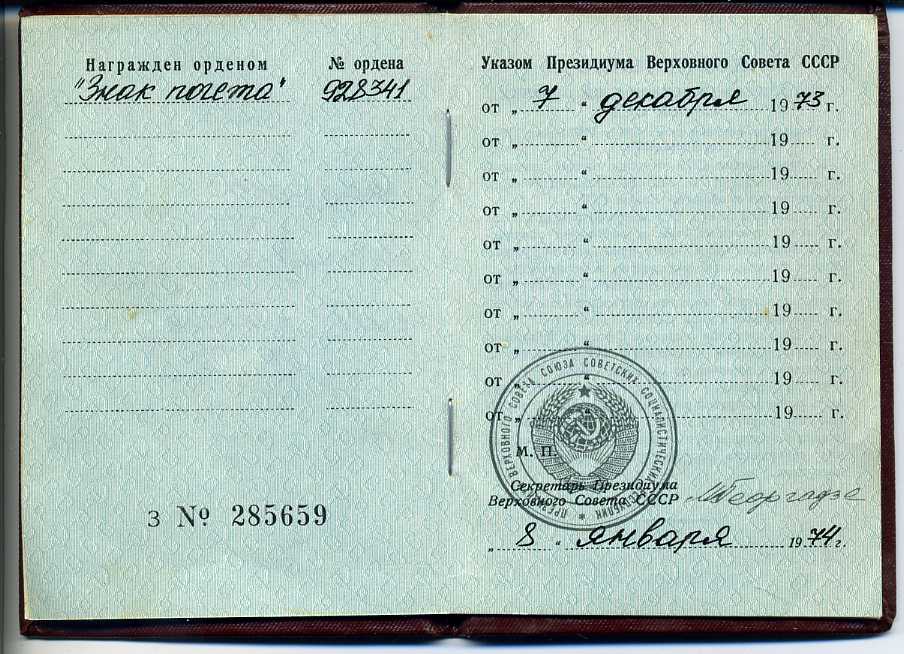 Награжден орденом
№ ордена
"Знак почета"
928341
З № 285659
Указом Президиума Верховного Совета СССР
от „ 7 “ декабря 1973 г.
от „ “ 19 г.
от „ “ 19 г.
от „ “ 19 г.
от „ “ 19 г.
от „ “ 19 г.
от „ “ 19 г.
от „ “ 19 г.
от „ “ 19 г.
от „ “ 19 г.
ПРЕЗИДИУМ ВЕРХОВНОГО СОВЕТА СОЮЗА СОВЕТСКИХ СОЦИАЛИСТИЧЕСКИХ РЕСПУБЛИК
М. П.
Секретарь Президиума
Верховного Совета СССР МГеоргадзе
„ 8 “ января 1974 г.